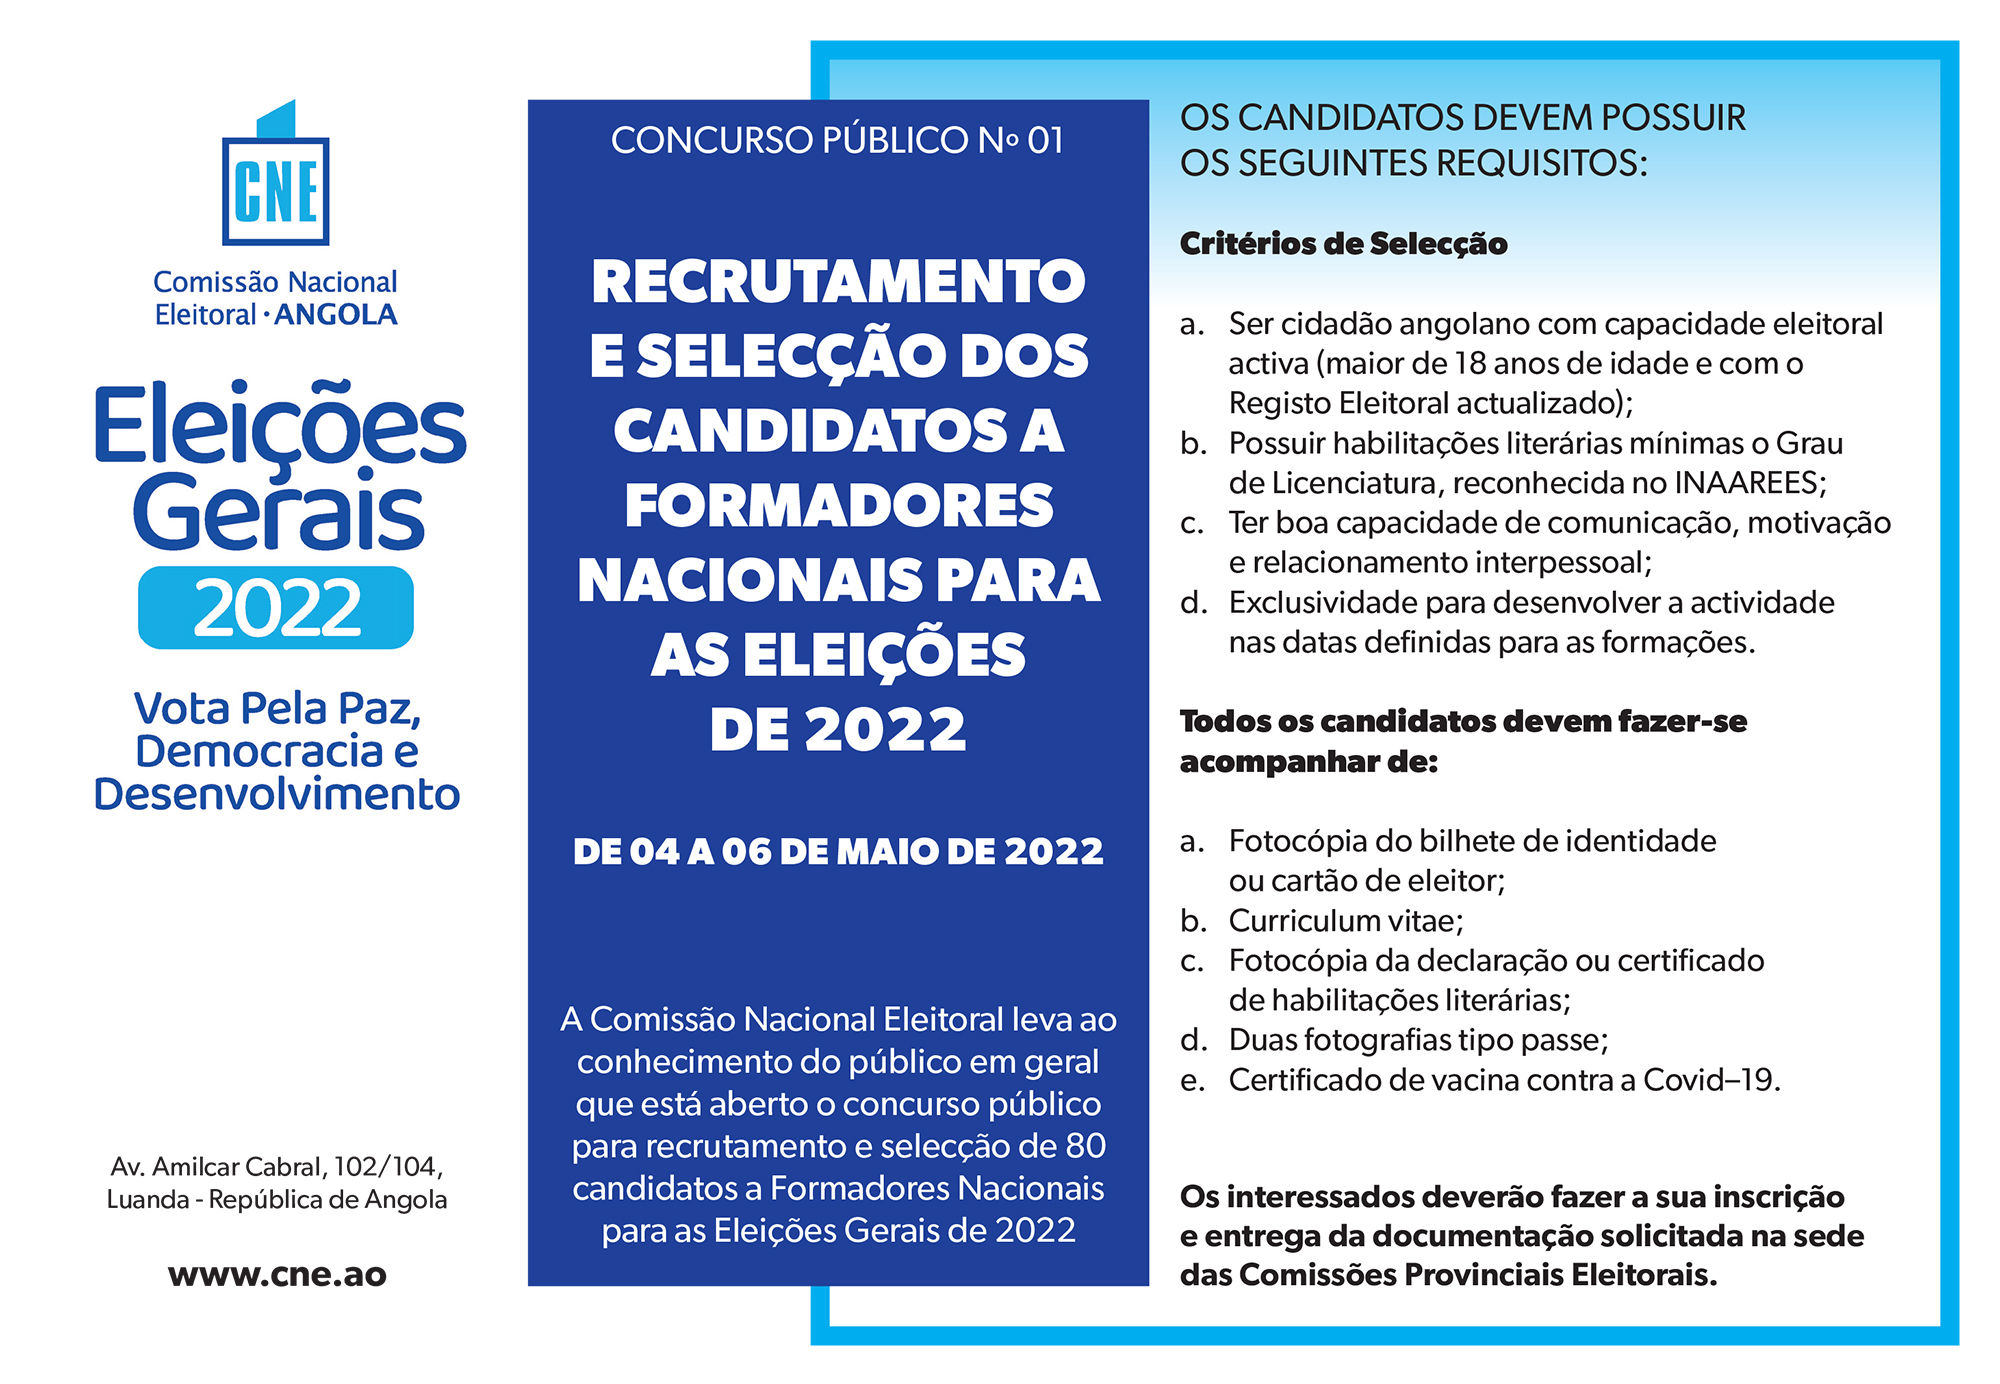 CNE
Comissão Nacional
Eleitoral · ANGOLA
Eleições
Gerais
2022
Vota Pela Paz,
Democracia e
Desenvolvimento
Av. Amilcar Cabral, 102/104,
Luanda - República de Angola
www.cne.ao
CONCURSO PÚBLICO Nº 01
RECRUTAMENTO
E SELECÇÃO DOS
CANDIDATOS A
FORMADORES
NACIONAIS PARA
AS ELEIÇÕES
DE 2022
DE 04 A 06 DE MAIO DE 2022
A Comissão Nacional Eleitoral leva ao
conhecimento do público em geral
que está aberto o concurso público
para recrutamento e selecção de 80
candidatos a Formadores Nacionais
para as Eleições Gerais de 2022
OS CANDIDATOS DEVEM POSSUIR
OS SEGUINTES REQUISITOS:
Critérios de Selecção
a. Ser cidadão angolano com capacidade eleitoral
activa (maior de 18 anos de idade e com o
Registo Eleitoral actualizado);
b. Possuir habilitações literárias mínimas o Grau
de Licenciatura, reconhecida no INAAREES;
c. Ter boa capacidade de comunicação, motivação
e relacionamento interpessoal;
d. Exclusividade para desenvolver a actividade
nas datas definidas para as formações.
Todos os candidatos devem fazer-se
acompanhar de:
a. Fotocópia do bilhete de identidade
ou cartão de eleitor;
b. Curriculum vitae;
c. Fotocópia da declaração ou certificado
de habilitações literárias;
d. Duas fotografias tipo passe;
e. Certificado de vacina contra a Covid–19.
Os interessados deverão fazer a sua inscrição
e entrega da documentação solicitada na sede
das Comissões Provinciais Eleitorais.